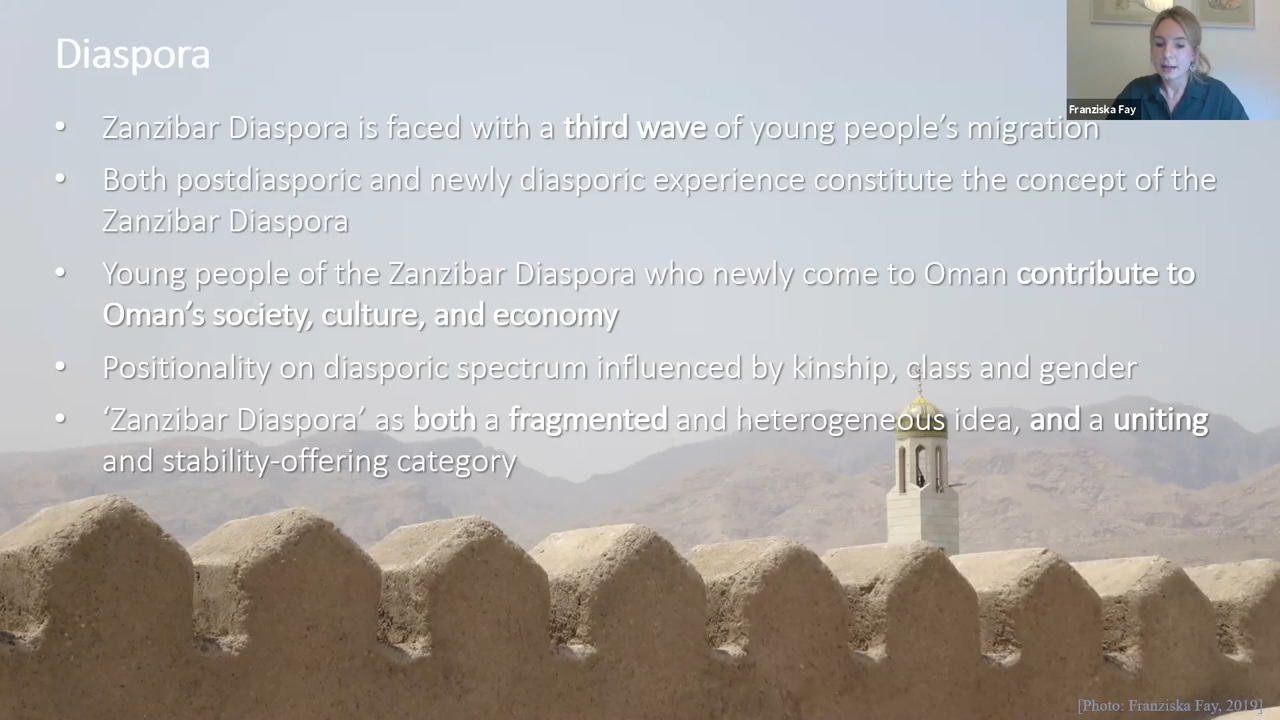 Diaspora
Franziska Fay
• Zanzibar Diaspora is faced with a third wave of young people’s migration
• Both postdiasporic and newly diasporic experience constitute the concept of the
Zanzibar Diaspora
• Young people of the Zanzibar Diaspora who newly come to Oman contribute to
Oman’s society, culture, and economy
• Positionality on diasporic spectrum influenced by kinship, class and gender
• ‘Zanzibar Diaspora’ as both a fragmented and heterogeneous idea, and a uniting
and stability-offering category
[Photo: Franziska Fay, 2019]